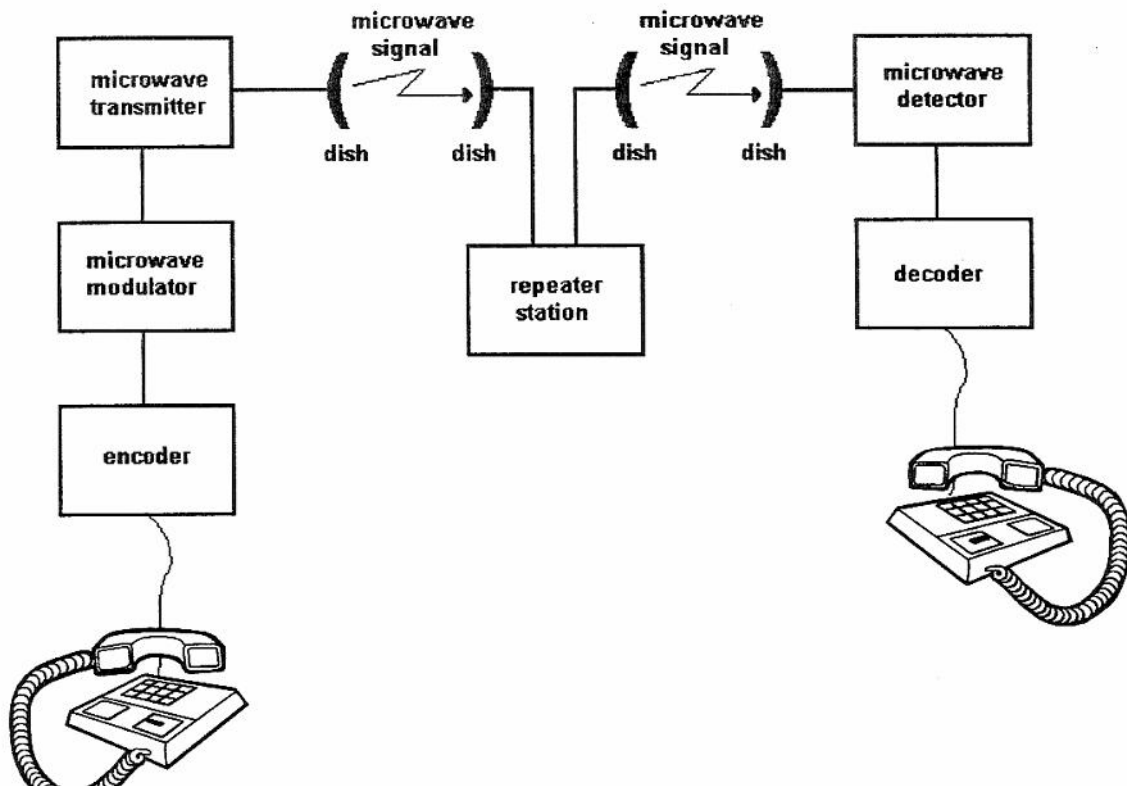 microwave
transmitter
microwave
signal
microwave
signal
microwave
detector
dish
dish
dish
dish
microwave
modulator
repeater
station
decoder
encoder